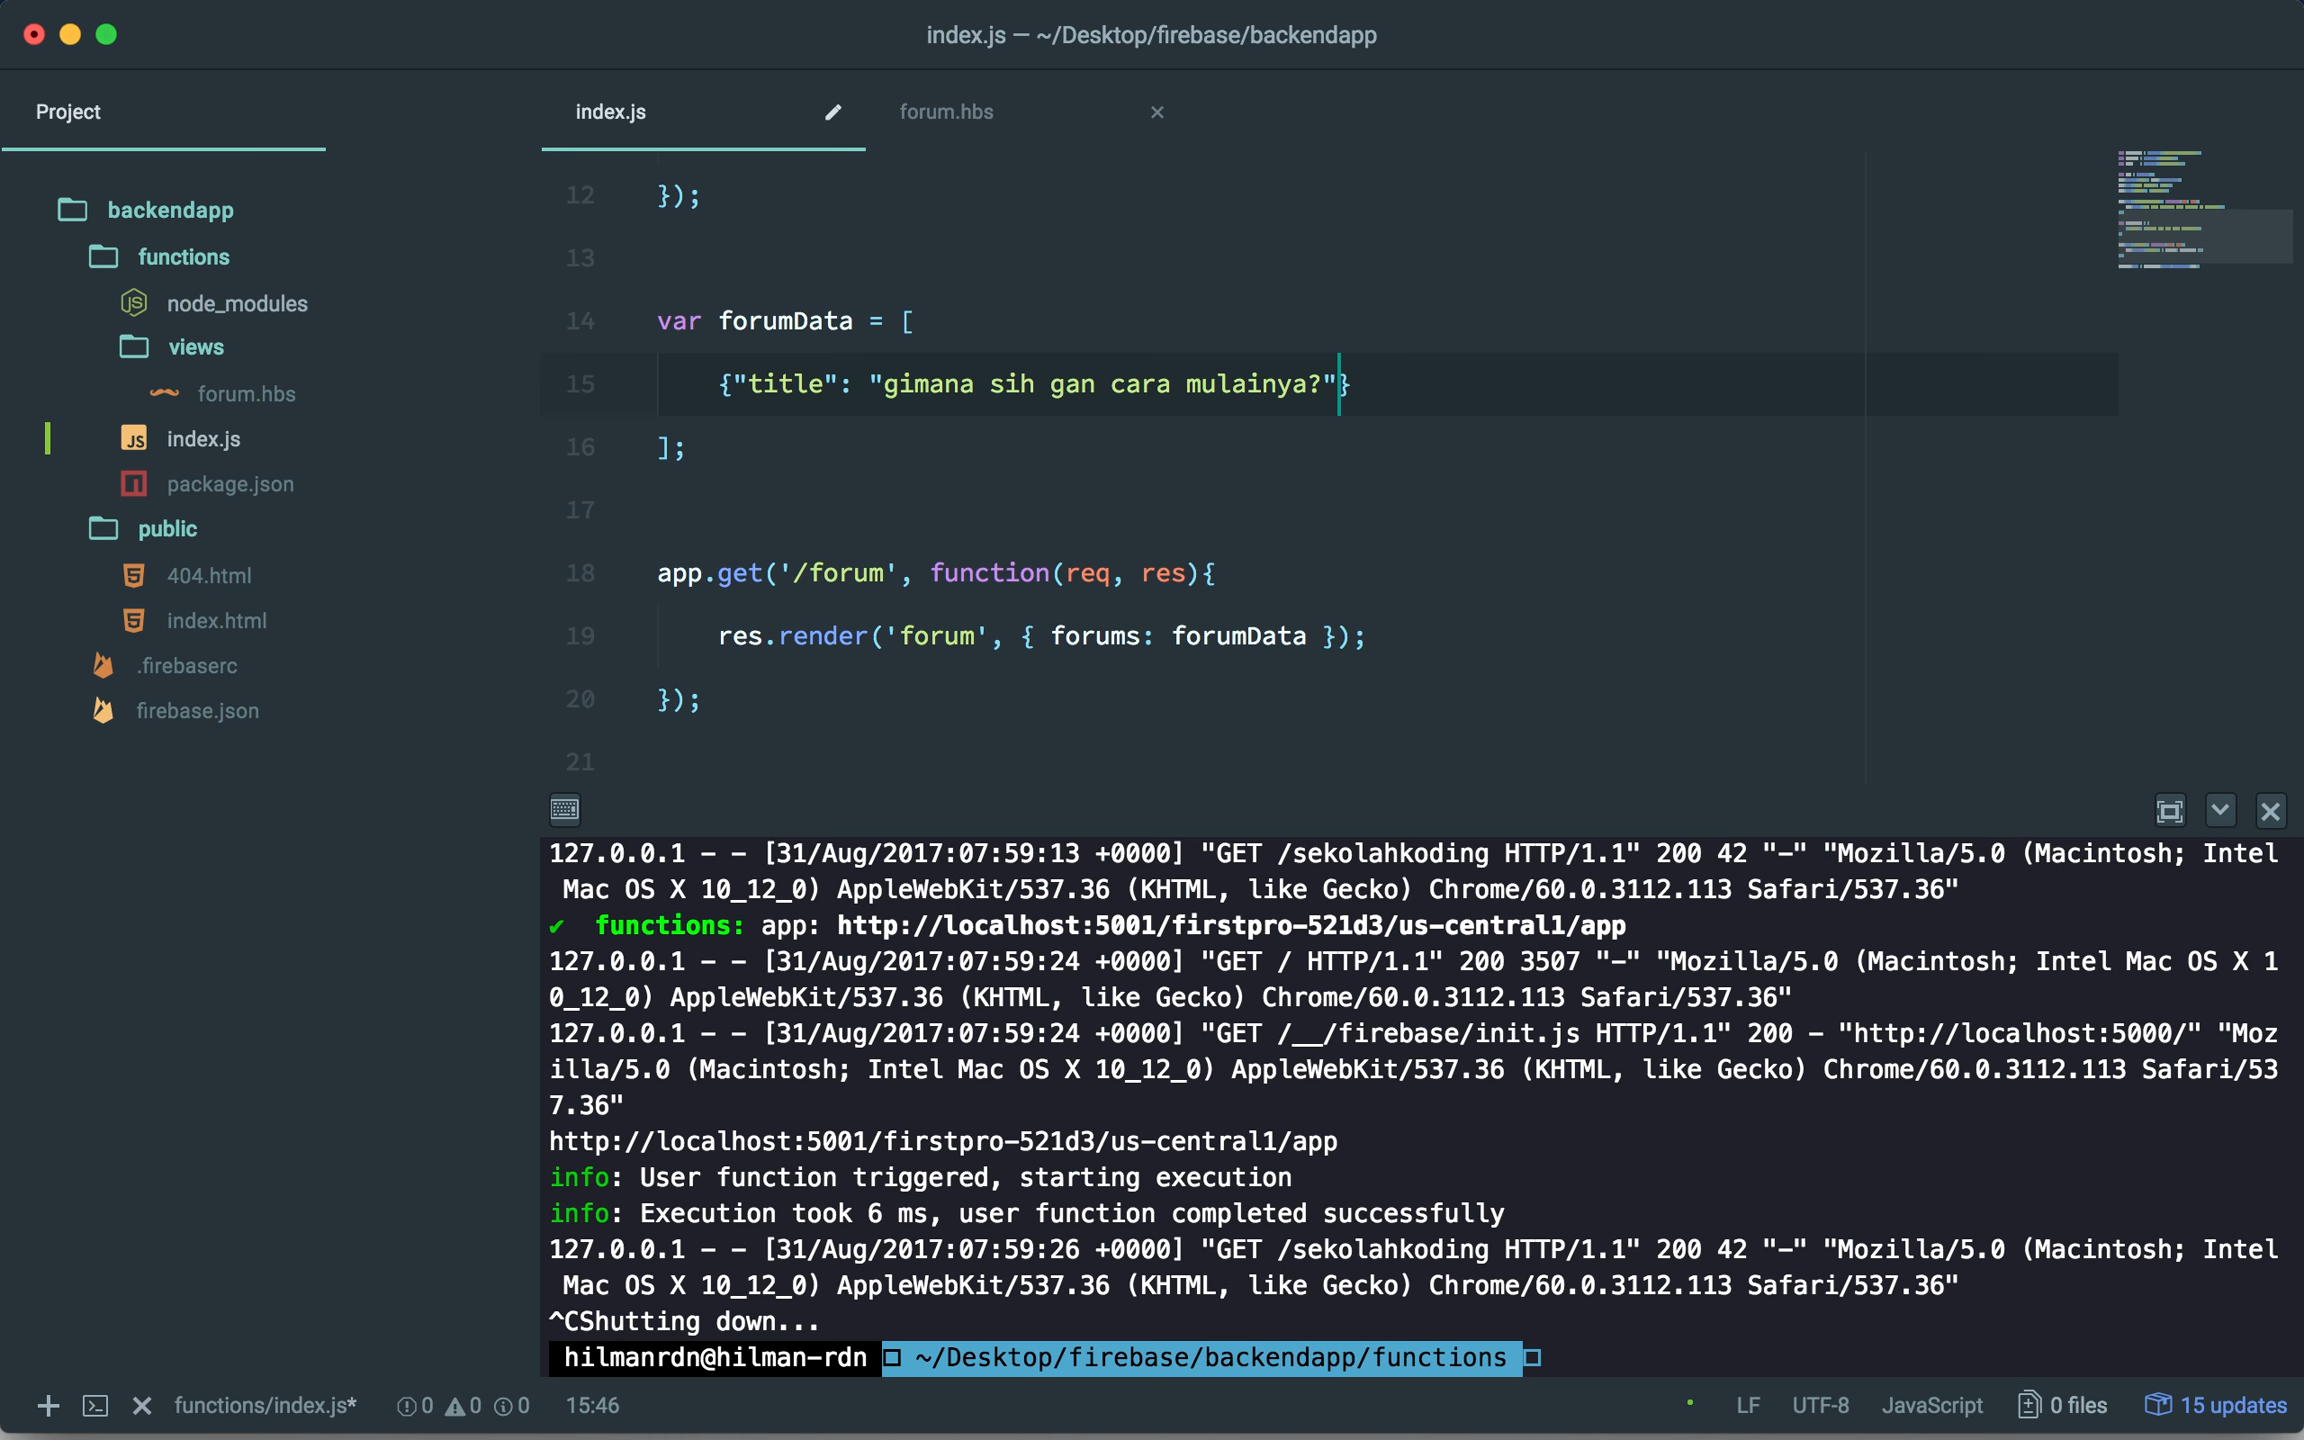 index.js — ~/Desktop/firebase/backendapp
Project
index.js
forum.hbs
backendapp
functions
node_modules
views
forum.hbs
index.js
package.json
public
404.html
index.html
.firebaserc
firebase.json
12 });
13
14 var forumData = [
15 {"title": "gimana sih gan cara mulainya?"}
16 ];
17
18 app.get('/forum', function(req, res){
19 res.render('forum', { forums: forumData });
20 });
21
127.0.0.1 - - [31/Aug/2017:07:59:13 +0000] "GET /sekolahkoding HTTP/1.1" 200 42 "-" "Mozilla/5.0 (Macintosh; Intel
Mac OS X 10_12_0) AppleWebKit/537.36 (KHTML, like Gecko) Chrome/60.0.3112.113 Safari/537.36"
✔ functions: app: http://localhost:5001/firstpro-521d3/us-central1/app
127.0.0.1 - - [31/Aug/2017:07:59:24 +0000] "GET / HTTP/1.1" 200 3507 "-" "Mozilla/5.0 (Macintosh; Intel Mac OS X 1
0_12_0) AppleWebKit/537.36 (KHTML, like Gecko) Chrome/60.0.3112.113 Safari/537.36"
127.0.0.1 - - [31/Aug/2017:07:59:24 +0000] "GET /__/firebase/init.js HTTP/1.1" 200 - "http://localhost:5000/" "Moz
illa/5.0 (Macintosh; Intel Mac OS X 10_12_0) AppleWebKit/537.36 (KHTML, like Gecko) Chrome/60.0.3112.113 Safari/53
7.36"
http://localhost:5001/firstpro-521d3/us-central1/app
info: User function triggered, starting execution
info: Execution took 6 ms, user function completed successfully
127.0.0.1 - - [31/Aug/2017:07:59:26 +0000] "GET /sekolahkoding HTTP/1.1" 200 42 "-" "Mozilla/5.0 (Macintosh; Intel
Mac OS X 10_12_0) AppleWebKit/537.36 (KHTML, like Gecko) Chrome/60.0.3112.113 Safari/537.36"
^CShutting down...
hilmanrdn@hilman-rdn ~/Desktop/firebase/backendapp/functions
functions/index.js* 0 0 0 15:46 LF UTF-8 JavaScript 0 files 15 updates